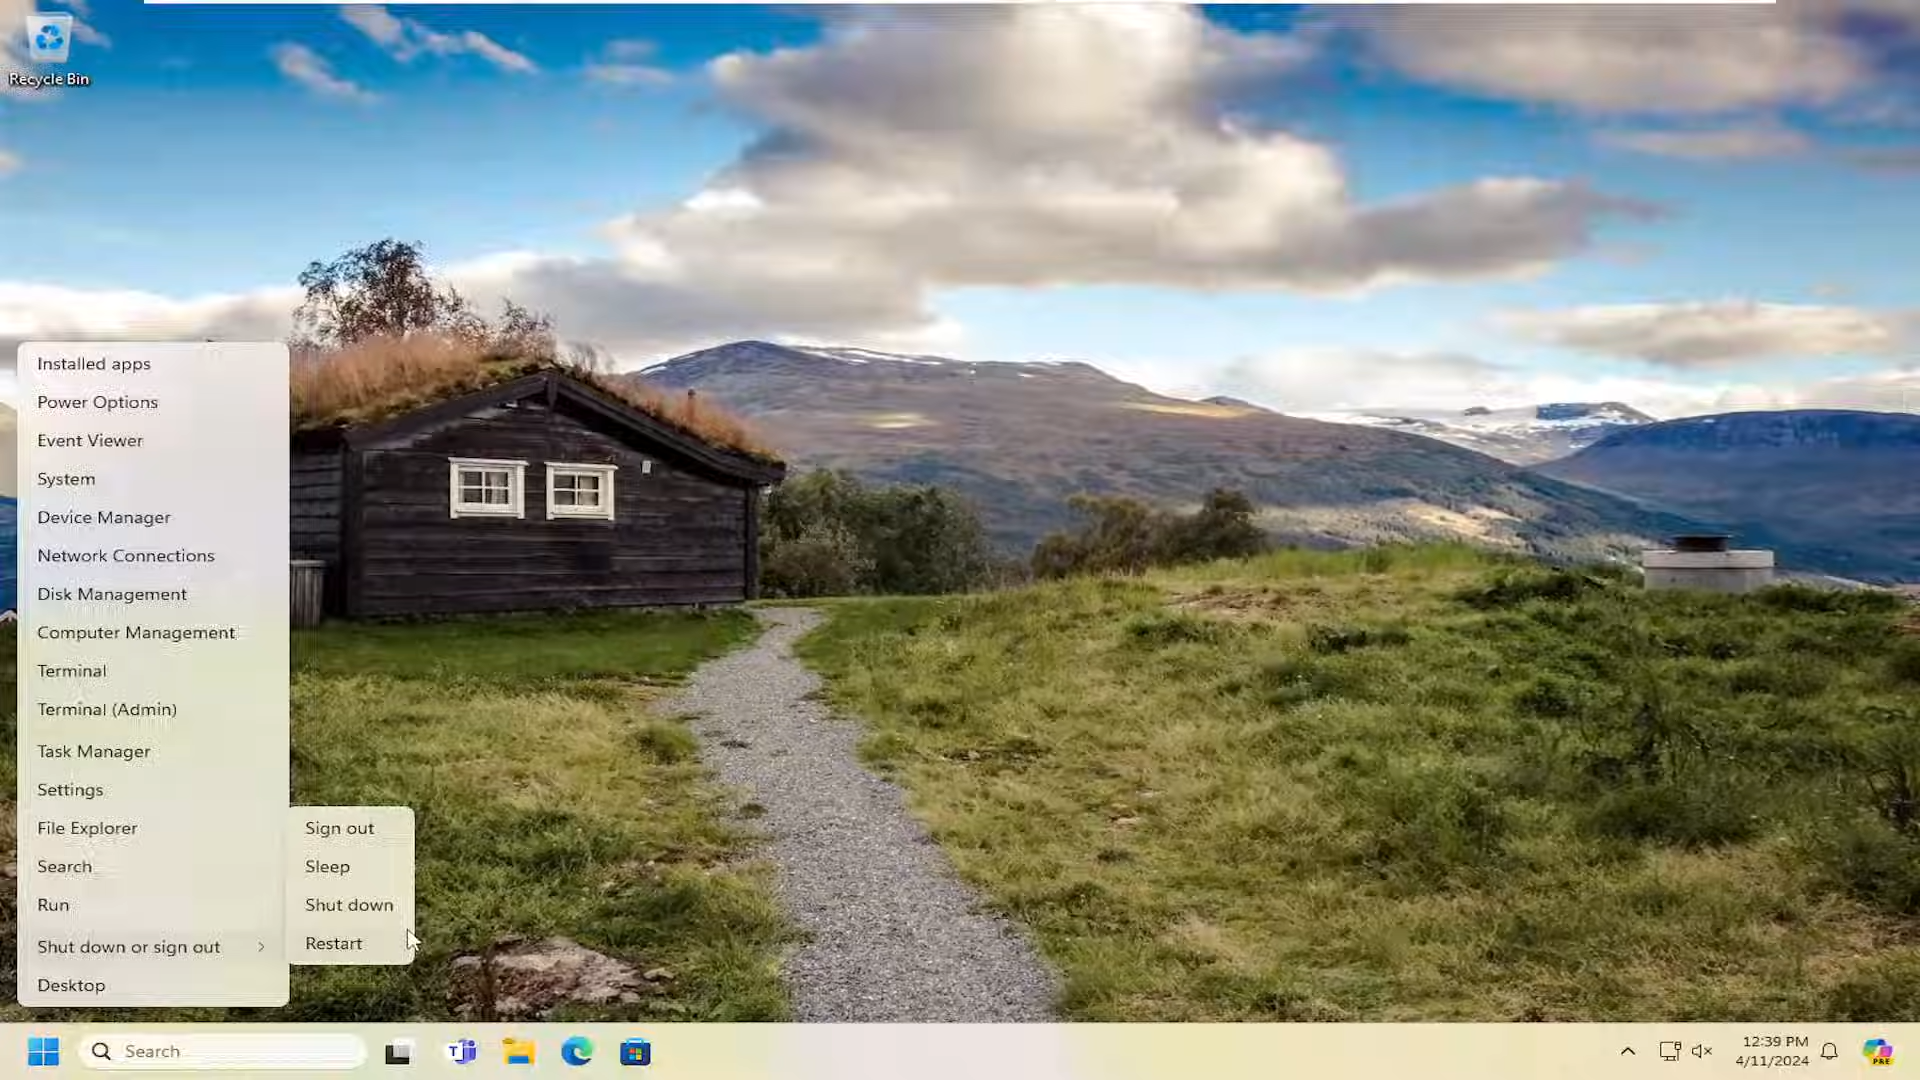 Recycle Bin
Installed apps
Power Options
Event Viewer
System
Device Manager
Network Connections
Disk Management
Computer Management
Terminal
Terminal (Admin)
Task Manager
Settings
File Explorer
Search
Run
Shut down or sign out
Desktop
Sign out
Sleep
Shut down
Restart
Search
T
12:39 PM
4/11/2024
PRE